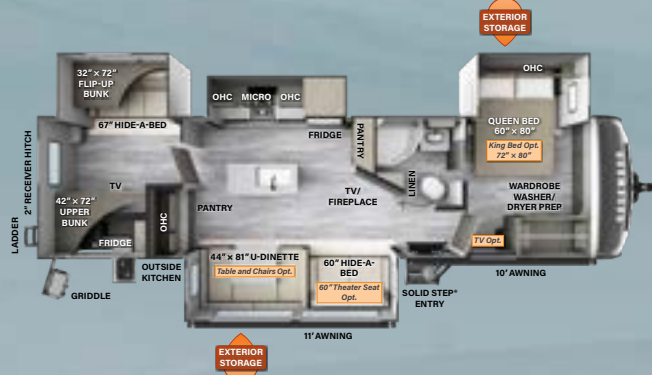 EXTERIOR
STORAGE
32" × 72"
FLIP-UP
BUNK
67" HIDE-A-BED
OHC
MICRO
OHC
FRIDGE
PANTRY
OHC
QUEEN BED
60" × 80"
King Bed Opt.
72" × 80"
LADDER
2" RECEIVER HITCH
TV
42" × 72"
UPPER
BUNK
FRIDGE
OHC
PANTRY
TV/
FIREPLACE
LINEN
WARDROBE
WASHER/
DRYER PREP
TV Opt.
GRIDDLE
OUTSIDE
KITCHEN
44" × 81" U-DINETTE
Table and Chairs Opt.
60" HIDE-A-
BED
60" Theater Seat
Opt.
SOLID STEP®
ENTRY
10' AWNING
11' AWNING
EXTERIOR
STORAGE